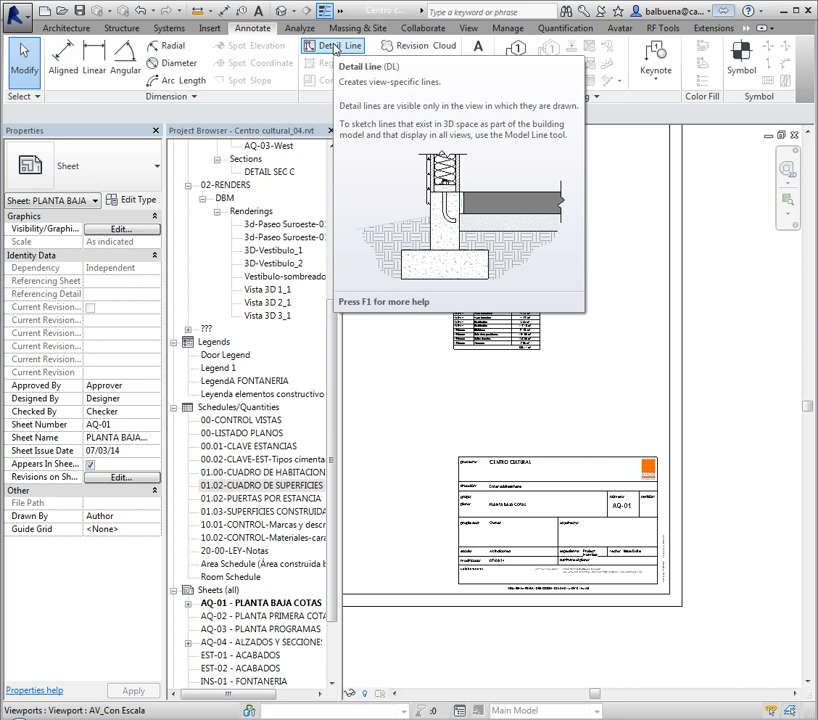 Centro c...
Type a keyword or phrase
balbuena@ca...
Architecture Structure Systems Insert Annotate Analyze Massing & Site Collaborate View Manage Quantification Avatar RF Tools Extensions
Modify
Aligned Linear Angular
Radial
Diameter
Arc Length
Spot Elevation
Spot Coordinate
Spot Slope
Detail Line
Revision Cloud
A
Keynote
Symbol
Select
Dimension
Color Fill
Symbol
Detail Line (DL)
Creates view-specific lines.
Detail lines are visible only in the view in which they are drawn.
To sketch lines that exist in 3D space as part of the building
model and that display in all views, use the Model Line tool.
Press F1 for more help
Properties
Sheet
Sheet: PLANTA BAJA
Edit Type
Graphics
Visibility/Graphi... Edit...
Scale As indicated
Identity Data
Dependency Independent
Referencing Sheet
Referencing Detail
Current Revision...
Current Revision...
Current Revision...
Current Revision...
Current Revision...
Current Revision
Approved By Approver
Designed By Designer
Checked By Checker
Sheet Number AQ-01
Sheet Name PLANTA BAJA...
Sheet Issue Date 07/03/14
Appears In Shee...
Revisions on Sh... Edit...
Other
File Path
Drawn By Author
Guide Grid <None>
Properties help
Apply
Project Browser - Centro cultural_04.rvt
AQ-03-West
Sections
DETAIL SEC C
02-RENDERS
DBM
Renderings
3d-Paseo Suroeste-01
3d-Paseo Suroeste-01
3D-Vestibulo_1
3D-Vestibulo_2
Vestibulo-sombreado
Vista 3D 1_1
Vista 3D 2_1
Vista 3D 3_1
???
Legends
Door Legend
Legend 1
LegendA FONTANERIA
Leyenda elementos constructivo
Schedules/Quantities
00-CONTROL VISTAS
00-LISTADO PLANOS
00.01-CLAVE ESTANCIAS
00.02-CLAVE-EST-Tipos cimenta
01.00-CUADRO DE HABITACION
01.02-CUADRO DE SUPERFICIES
01.02-PUERTAS POR ESTANCIA
01.03-SUPERFICIES CONSTRUIDA
10.01-CONTROL-Marcas y descr
10.02-CONTROL-Materiales-cara
20-00-LEY-Notas
Area Schedule (Área construida b
Room Schedule
Sheets (all)
AQ-01 - PLANTA BAJA COTAS
AQ-02 - PLANTA PRIMERA COTA
AQ-03 - PLANTA PROGRAMAS
AQ-04 - ALZADOS Y SECCIONES
EST-01 - ACABADOS
EST-02 - ACABADOS
INS-01 - FONTANERIA
CENTRO CULTURAL
PLANTA BAJA COTAS
AQ-01
Owner
Viewports : Viewport : AV_Con Escala
:0
Main Model